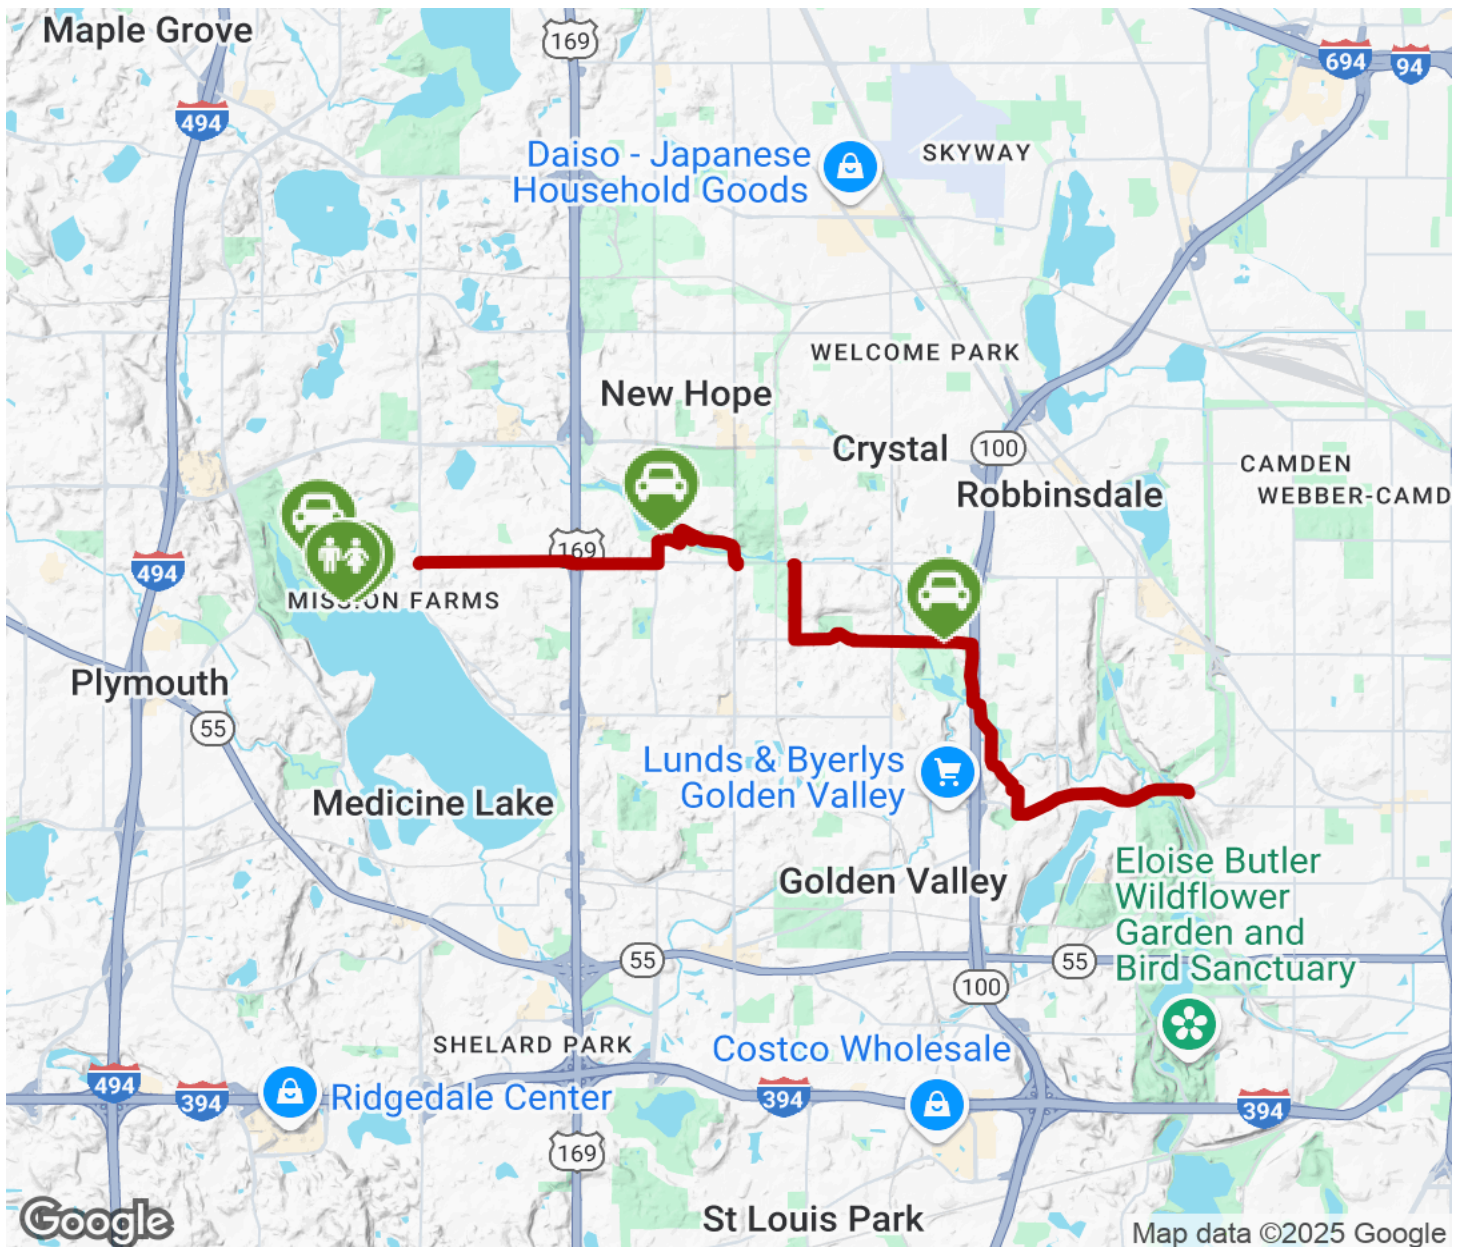 Maple Grove
169
694
94
494
Daiso - Japanese
Household Goods
SKYWAY
WELCOME PARK
New Hope
Crystal
100
CAMDEN
WEBBER-CAMD
Robbinsdale
169
494
MISSION FARMS
Plymouth
55
Lunds & Byerlys
Golden Valley
Medicine Lake
Eloise Butler
Wildflower
Garden and
Bird Sanctuary
Golden Valley
55
55
100
SHELARD PARK
Costco Wholesale
494
394
Ridgedale Center
394
394
169
St Louis Park
Google
Map data ©2025 Google